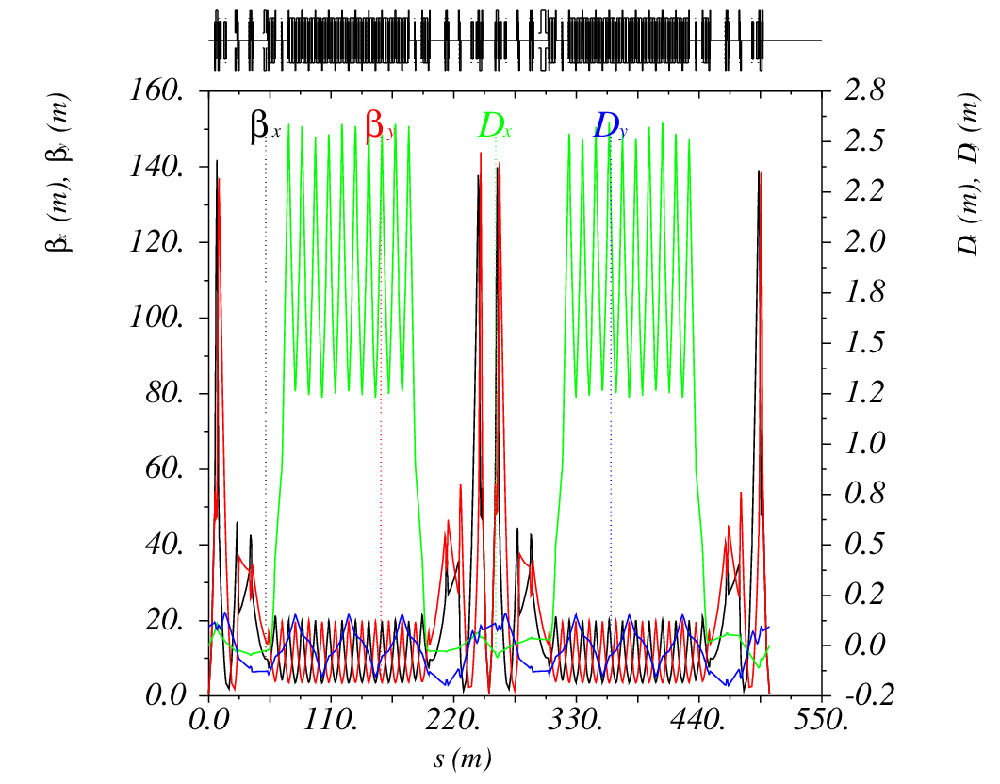 160.
140.
120.
100.
80.
60.
40.
20.
0.0
βx (m), βy (m)
βx
βy
Dx
Dy
2.8
2.5
2.2
2.0
1.8
1.5
1.2
1.0
0.8
0.5
0.2
0.0
-0.2
Dx (m), Dy (m)
0.0 110. 220. 330. 440. 550.
s (m)